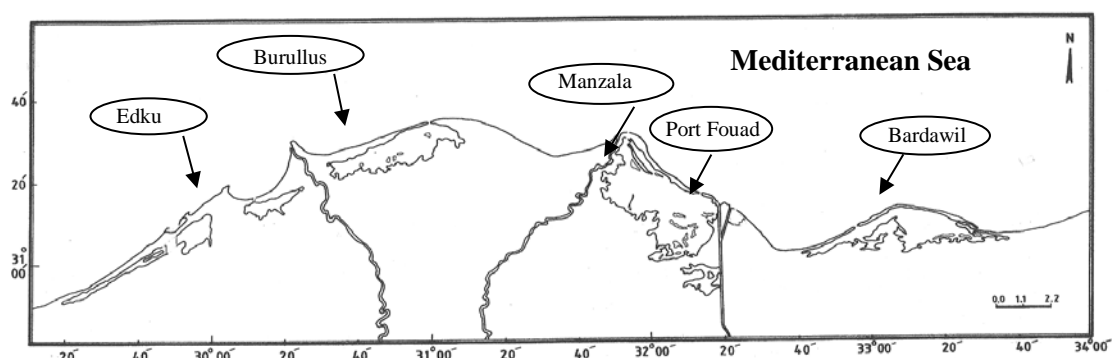 Burullus
Mediterranean Sea
N
Manzala
40´
Edku
Port Fouad
Bardawil
20´
31°
00´
0.0 1.1 2.2
20´ 40´ 30°00´ 20´ 40´ 31°00´ 20´ 40´ 32°00´ 20´ 40´ 33°00´ 20´ 40´ 34°00´